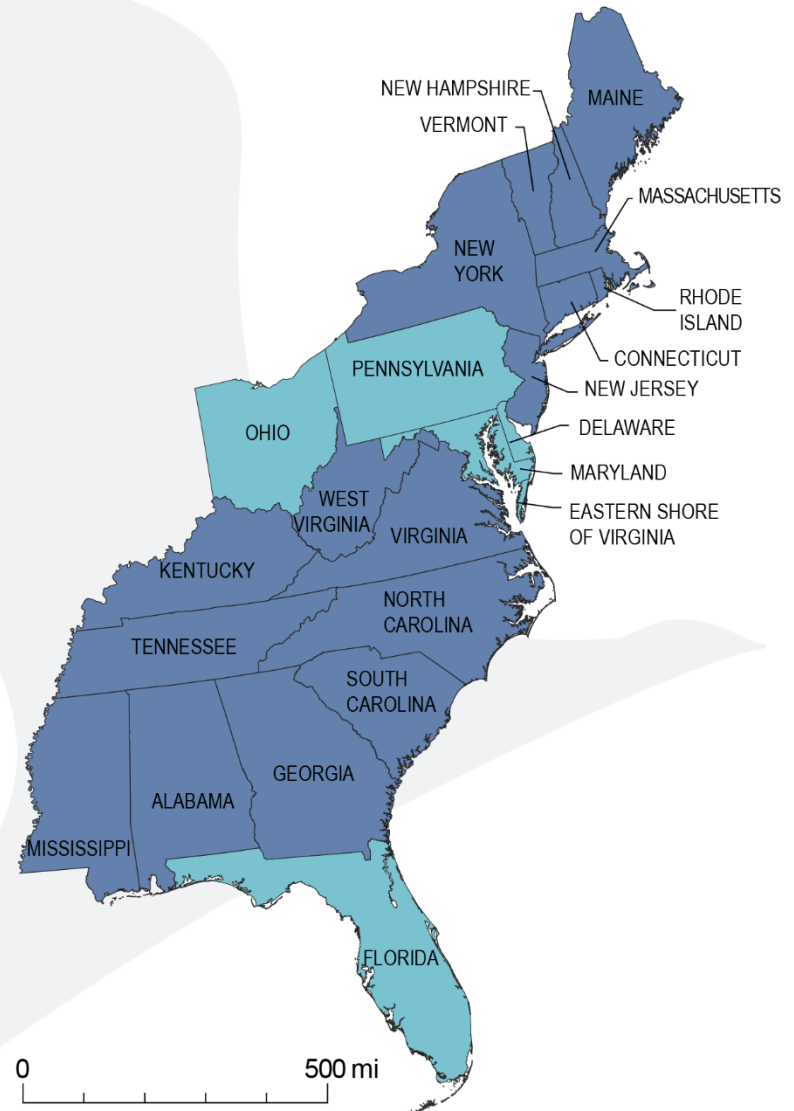 NEW HAMPSHIRE
MAINE
VERMONT
MASSACHUSETTS
NEW
YORK
RHODE
ISLAND
CONNECTICUT
PENNSYLVANIA
NEW JERSEY
OHIO
DELAWARE
MARYLAND
WEST
VIRGINIA
EASTERN SHORE
OF VIRGINIA
VIRGINIA
KENTUCKY
NORTH
CAROLINA
TENNESSEE
SOUTH
CAROLINA
GEORGIA
ALABAMA
MISSISSIPPI
FLORIDA
0 500 mi